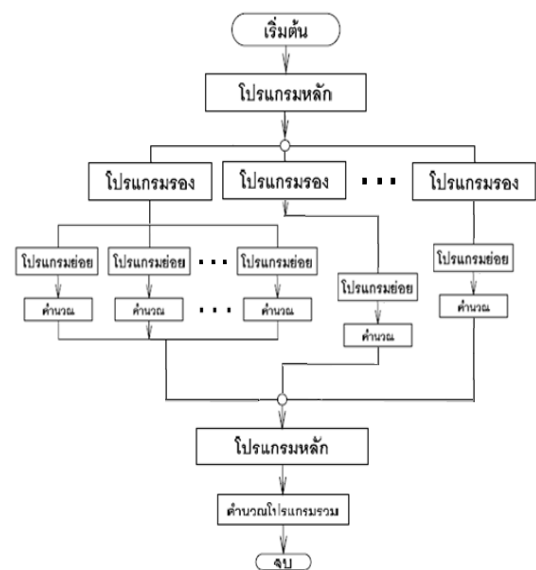 เริ่มต้น
โปรแกรมหลัก
โปรแกรมรอง โปรแกรมรอง ▪ ▪ ▪ โปรแกรมรอง
โปรแกรมย่อย โปรแกรมย่อย ▪ ▪ ▪ โปรแกรมย่อย โปรแกรมย่อย
โปรแกรมย่อย
คำนวณ คำนวณ ▪ ▪ ▪ คำนวณ คำนวณ
คำนวณ
โปรแกรมหลัก
คำนวณโปรแกรมรวม
จบ